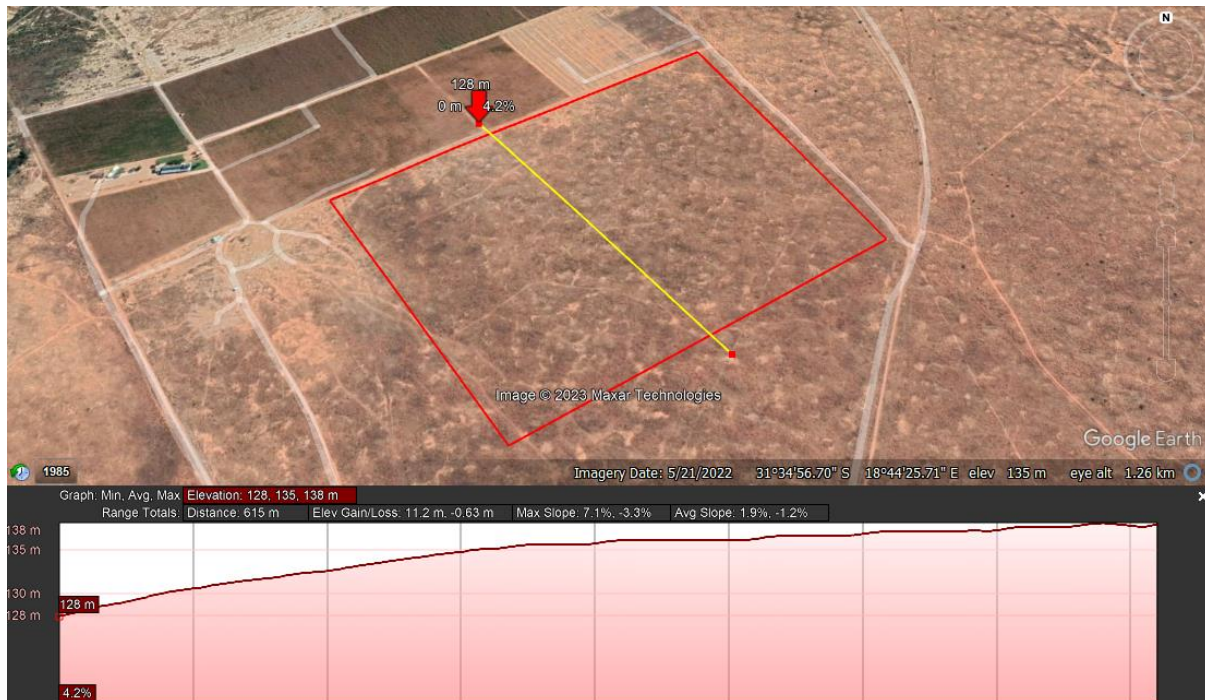 N
128 m
0 m 4.2%
Image © 2023 Maxar Technologies
Google Earth
1985
Imagery Date: 5/21/2022 31°34'56.70" S 18°44'25.71" E elev 135 m eye alt 1.26 km
Graph: Min, Avg, Max Elevation: 128, 135, 138 m
Range Totals: Distance: 615 m Elev Gain/Loss: 11.2 m, -0.63 m Max Slope: 7.1%, -3.3% Avg Slope: 1.9%, -1.2%
138 m
135 m
130 m
128 m
128 m
4.2%